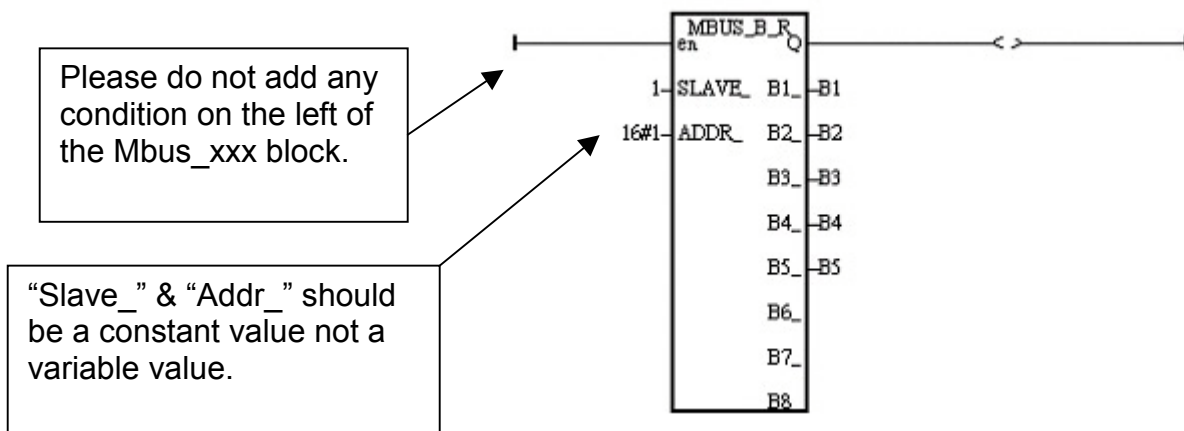 Please do not add any
condition on the left of
the Mbus_xxx block.
“Slave_” & “Addr_” should
be a constant value not a
variable value.
MBUS_B_R
en Q
1 SLAVE_ B1_ B1
16#1 ADDR_ B2_ B2
B3_ B3
B4_ B4
B5_ B5
B6_
B7_
B8